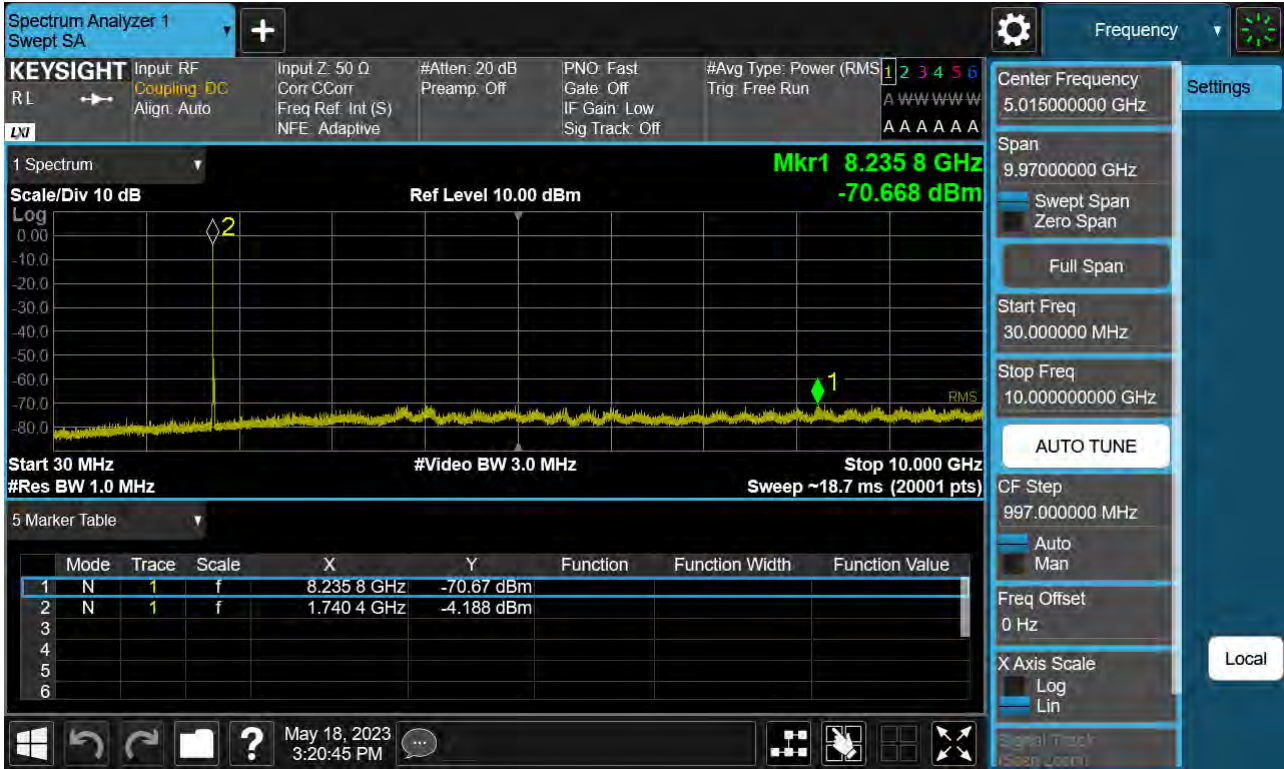 Spectrum Analyzer 1
Swept SA
+
Frequency
KEYSIGHT
R L
LXI
Input: RF
Coupling: DC
Align: Auto
Input Z: 50 Ω
Corr CCorr
Freq Ref: Int (S)
NFE: Adaptive
#Atten: 20 dB
Preamp: Off
PNO: Fast
Gate: Off
IF Gain: Low
Sig Track: Off
#Avg Type: Power (RMS
Trig: Free Run
1 2 3 4 5 6
A W W W W W
A A A A A A
1 Spectrum
Mkr1 8.235 8 GHz
Scale/Div 10 dB
Ref Level 10.00 dBm
-70.668 dBm
Log
0.00
-10.0
-20.0
-30.0
-40.0
-50.0
-60.0
-70.0
-80.0
2
1
RMS
Start 30 MHz
#Video BW 3.0 MHz
Stop 10.000 GHz
#Res BW 1.0 MHz
Sweep ~18.7 ms (20001 pts)
5 Marker Table
Mode Trace Scale X Y Function Function Width Function Value
1 N 1 f 8.235 8 GHz -70.67 dBm
2 N 1 f 1.740 4 GHz -4.188 dBm
3
4
5
6
Center Frequency
5.015000000 GHz
Settings
Span
9.97000000 GHz
Swept Span
Zero Span
Full Span
Start Freq
30.000000 MHz
Stop Freq
10.000000000 GHz
AUTO TUNE
CF Step
997.000000 MHz
Auto
Man
Freq Offset
0 Hz
X Axis Scale
Log
Lin
Local
Signal Track
(Span Zoom)
?
May 18, 2023
3:20:45 PM